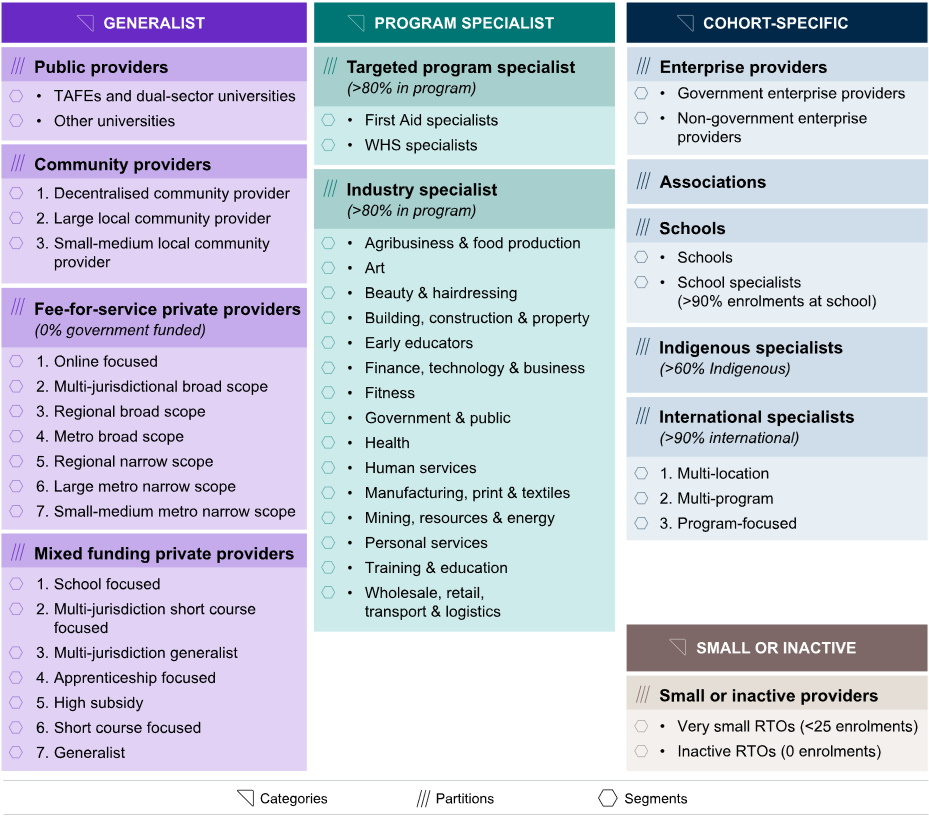 GENERALIST
Public providers
• TAFEs and dual-sector universities
• Other universities
Community providers
1. Decentralised community provider
2. Large local community provider
3. Small-medium local community
provider
Fee-for-service private providers
(0% government funded)
1. Online focused
2. Multi-jurisdictional broad scope
3. Regional broad scope
4. Metro broad scope
5. Regional narrow scope
6. Large metro narrow scope
7. Small-medium metro narrow scope
Mixed funding private providers
1. School focused
2. Multi-jurisdiction short course
focused
3. Multi-jurisdiction generalist
4. Apprenticeship focused
5. High subsidy
6. Short course focused
7. Generalist
PROGRAM SPECIALIST
Targeted program specialist
(>80% in program)
• First Aid specialists
• WHS specialists
Industry specialist
(>80% in program)
• Agribusiness & food production
• Art
• Beauty & hairdressing
• Building, construction & property
• Early educators
• Finance, technology & business
• Fitness
• Government & public
• Health
• Human services
• Manufacturing, print & textiles
• Mining, resources & energy
• Personal services
• Training & education
• Wholesale, retail,
transport & logistics
COHORT-SPECIFIC
Enterprise providers
• Government enterprise providers
• Non-government enterprise
providers
Associations
Schools
• Schools
• School specialists
(>90% enrolments at school)
Indigenous specialists
(>60% Indigenous)
International specialists
(>90% international)
1. Multi-location
2. Multi-program
3. Program-focused
SMALL OR INACTIVE
Small or inactive providers
• Very small RTOs (<25 enrolments)
• Inactive RTOs (0 enrolments)
Categories
Partitions
Segments